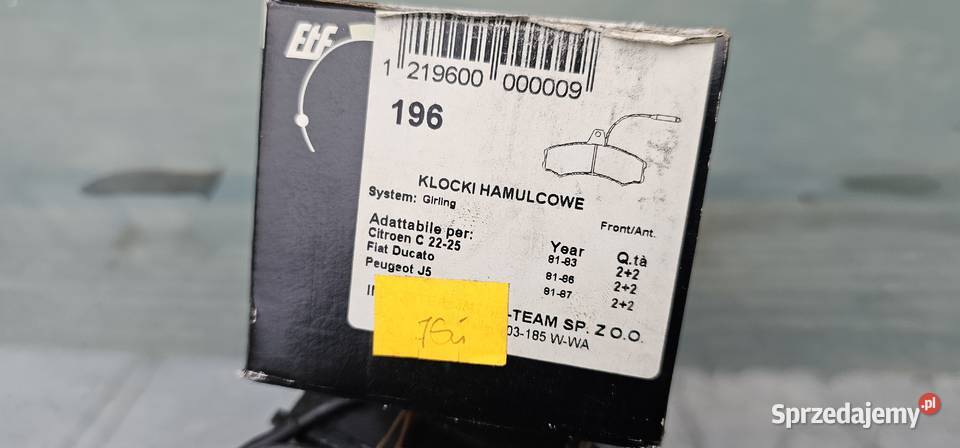 EtF
1 219600 000009
196
KLOCKI HAMULCOWE
System: Girling
Front/Ant.
Adattabile per: Year Q.tà
Citroen C 22-25 81-83 2+2
Fiat Ducato 81-86 2+2
Peugeot J5 81-87 2+2
-TEAM SP. Z O.O.
03-185 W-WA
Sprzedajemy.pl